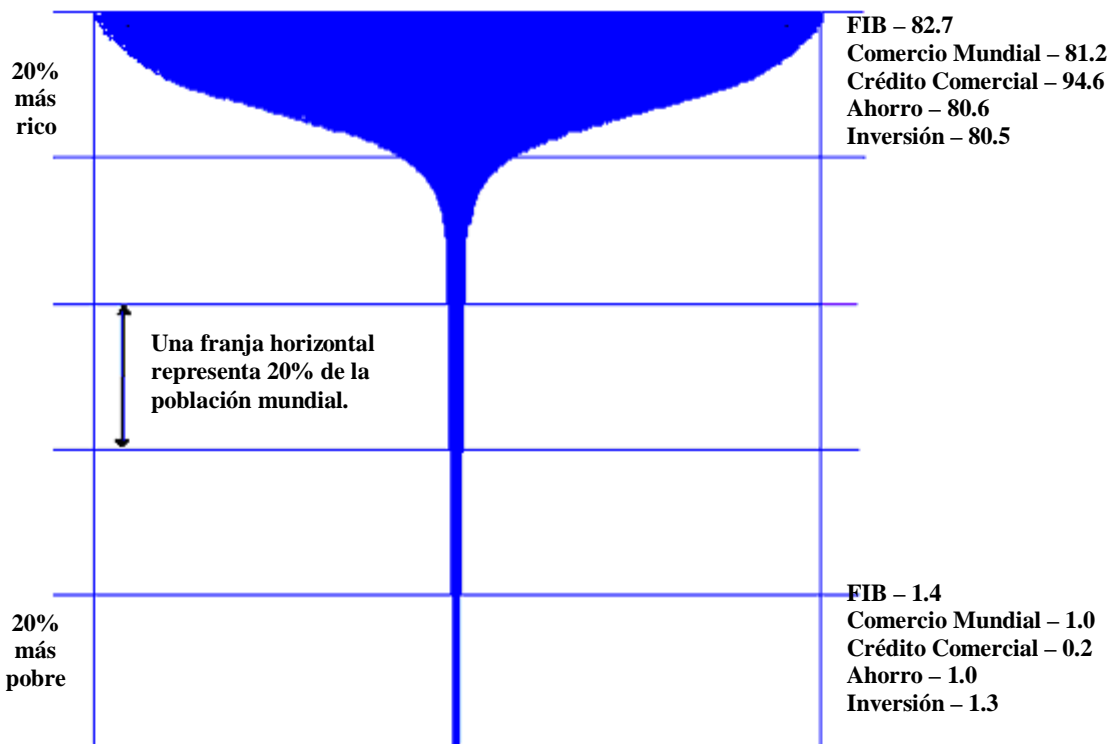 20%
más
rico
FIB – 82.7
Comercio Mundial – 81.2
Crédito Comercial – 94.6
Ahorro – 80.6
Inversión – 80.5
Una franja horizontal
representa 20% de la
población mundial.
20%
más
pobre
FIB – 1.4
Comercio Mundial – 1.0
Crédito Comercial – 0.2
Ahorro – 1.0
Inversión – 1.3